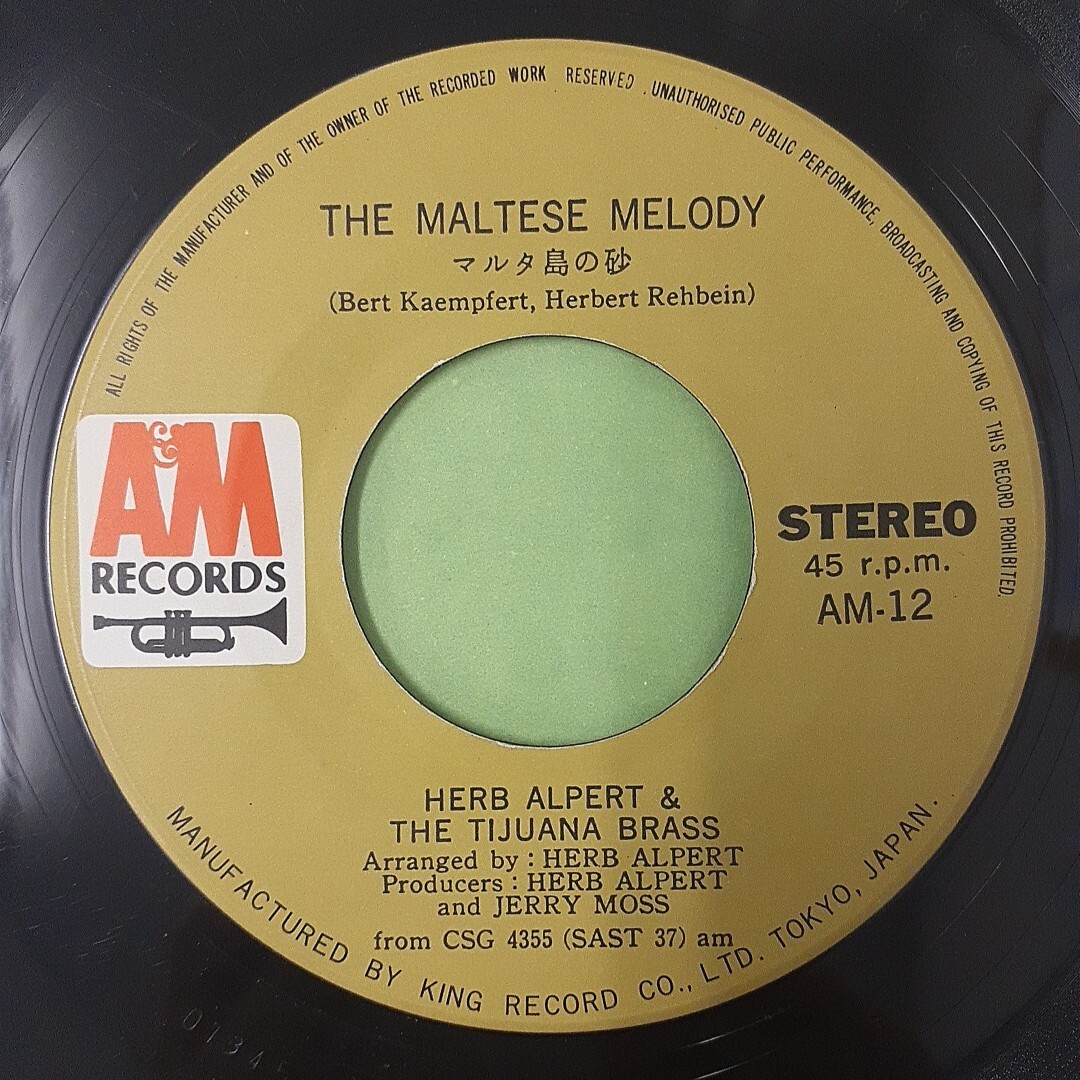 ALL RIGHTS OF THE MANUFACTURER AND OF THE OWNER OF THE RECORDED WORK RESERVED. UNAUTHORISED PUBLIC PERFORMANCE, BROADCASTING AND COPYING OF THIS RECORD PROHIBITED.
THE MALTESE MELODY
マルタ島の砂
(Bert Kaempfert, Herbert Rehbein)
A&M
RECORDS
STEREO
45 r.p.m.
AM-12
HERB ALPERT &
THE TIJUANA BRASS
Arranged by : HERB ALPERT
Producers : HERB ALPERT
and JERRY MOSS
from CSG 4355 (SAST 37) am
MANUFACTURED BY KING RECORD CO., LTD. TOKYO, JAPAN.